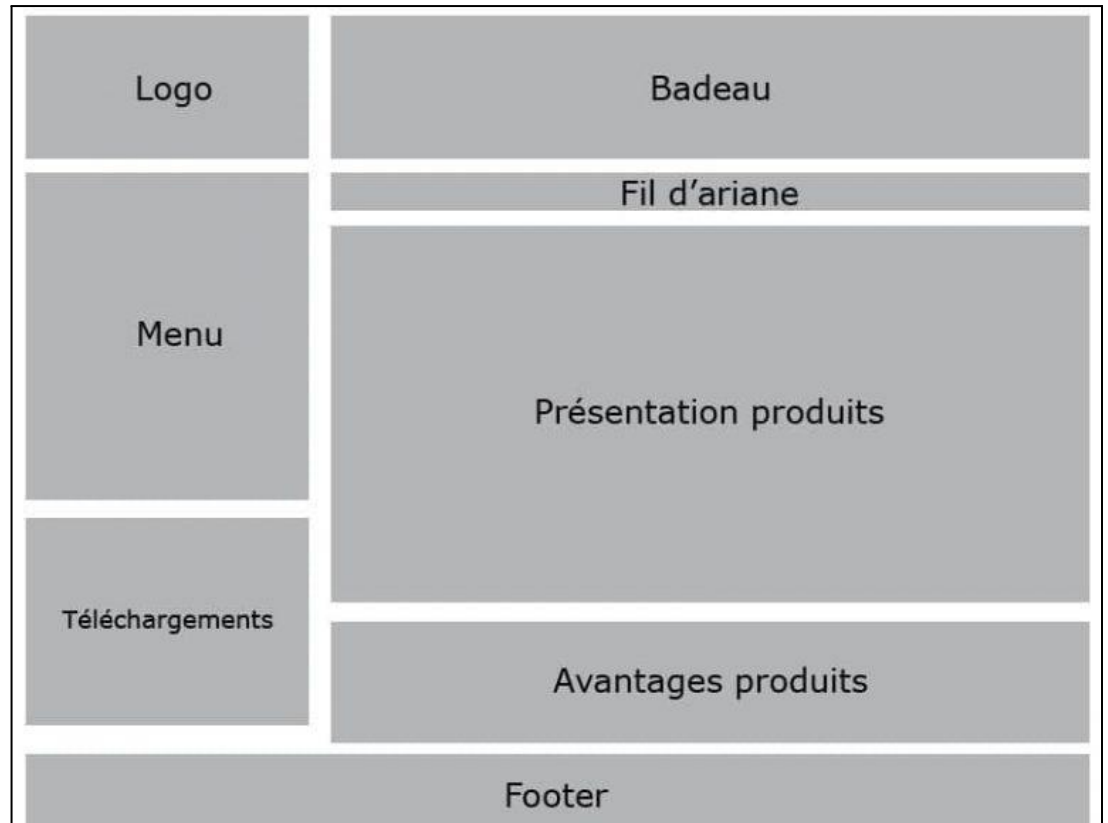 Logo
Badeau
Menu
Fil d’ariane
Présentation produits
Téléchargements
Avantages produits
Footer